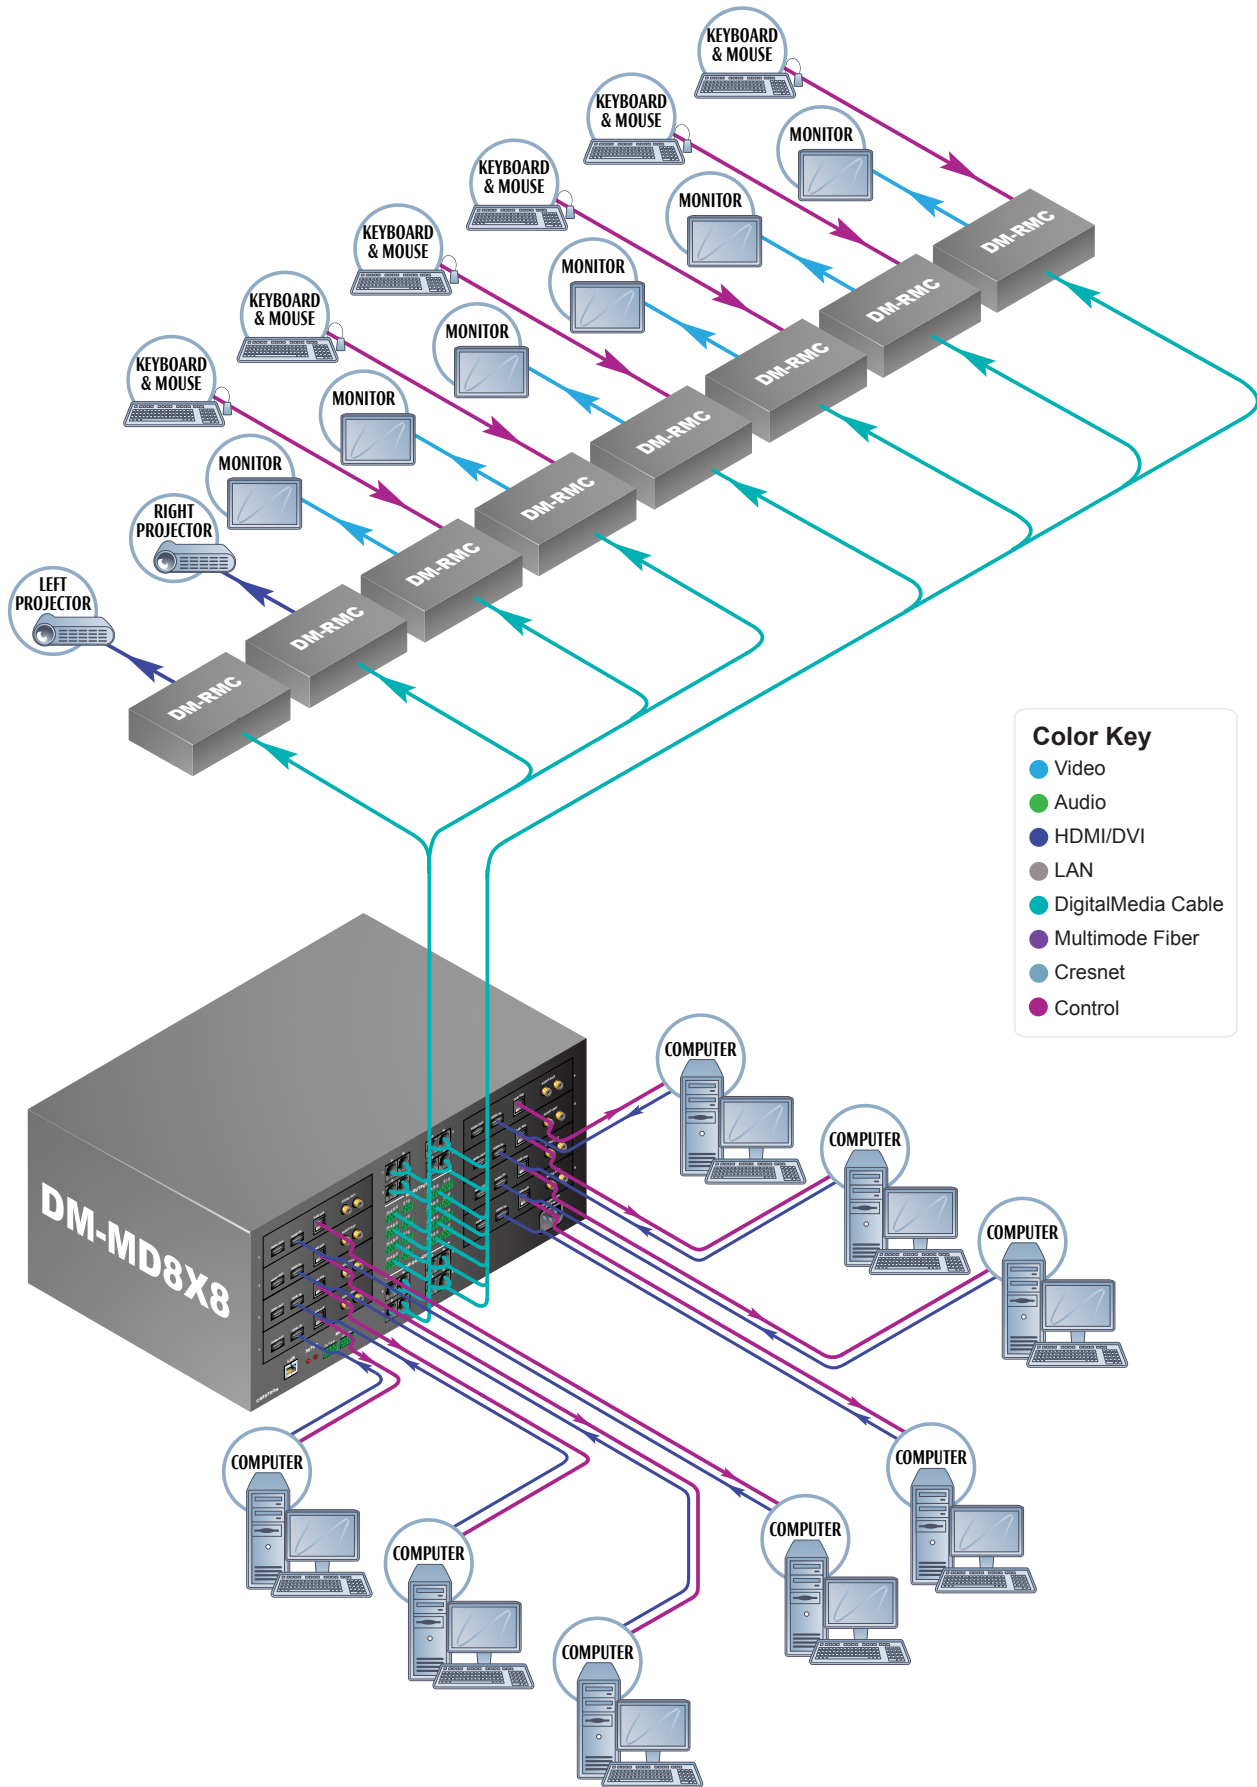 KEYBOARD
& MOUSE
KEYBOARD
& MOUSE
MONITOR
KEYBOARD
& MOUSE
MONITOR
DM-RMC
KEYBOARD
& MOUSE
MONITOR
DM-RMC
KEYBOARD
& MOUSE
MONITOR
DM-RMC
KEYBOARD
& MOUSE
MONITOR
DM-RMC
MONITOR
DM-RMC
RIGHT
PROJECTOR
DM-RMC
LEFT
PROJECTOR
DM-RMC
DM-RMC
Color Key
Video
Audio
HDMI/DVI
LAN
DigitalMedia Cable
Multimode Fiber
Cresnet
Control
DM-MD8X8
COMPUTER
COMPUTER
COMPUTER
COMPUTER
COMPUTER
COMPUTER
COMPUTER
COMPUTER